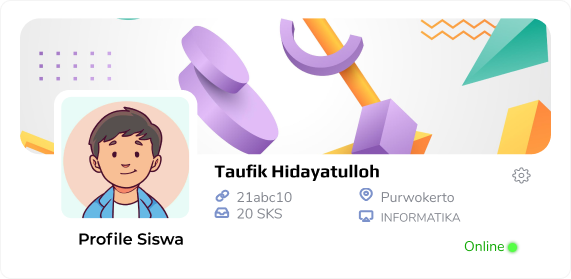 Taufik Hidayatulloh
21abc10
Purwokerto
20 SKS
INFORMATIKA
Profile Siswa
Online